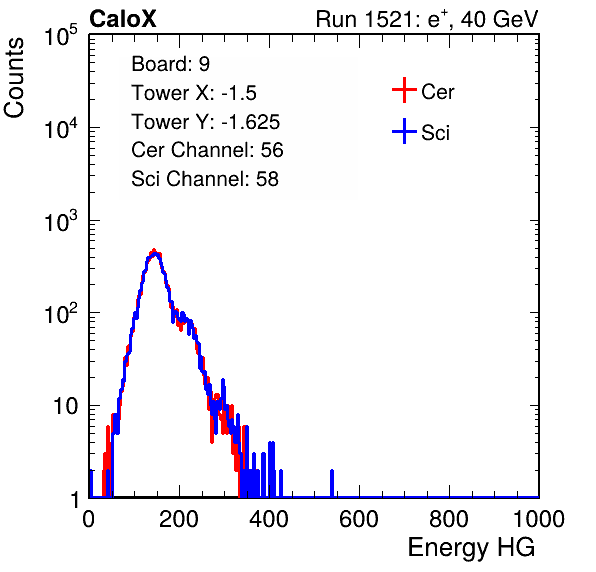 CaloX Run 1521: e⁺, 40 GeV
Counts
Board: 9
Tower X: -1.5
Tower Y: -1.625
Cer Channel: 56
Sci Channel: 58
Cer
Sci
10⁵
10⁴
10³
10²
10
1
0 200 400 600 800 1000
Energy HG